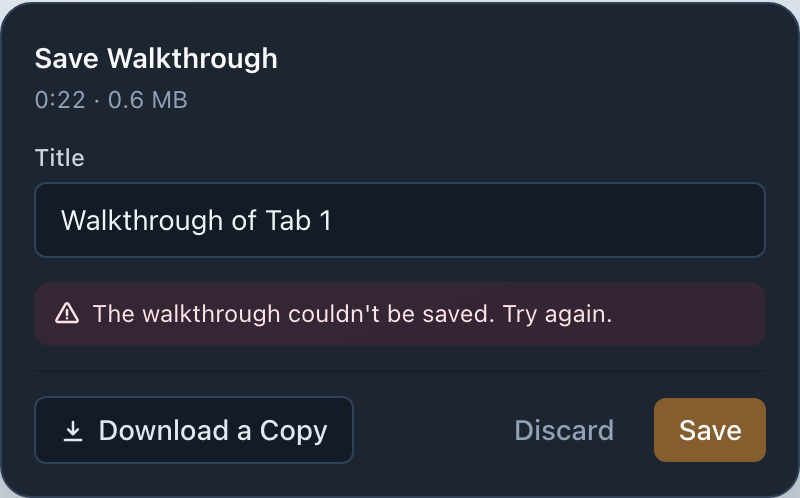 Save Walkthrough
0:22 · 0.6 MB
Title
Walkthrough of Tab 1
The walkthrough couldn't be saved. Try again.
Download a Copy
Discard
Save